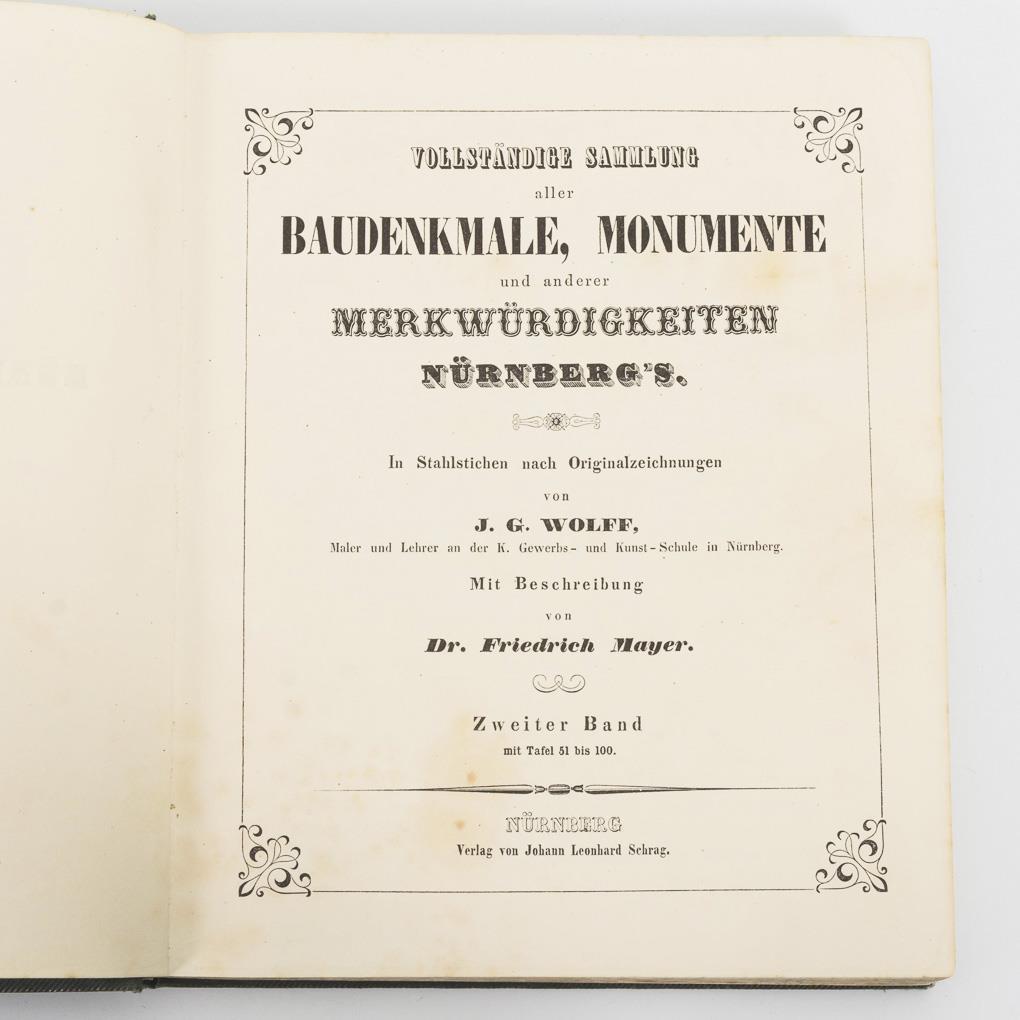 VOLLSTÄNDIGE SAMMLUNG
aller
BAUDENKMALE, MONUMENTE
und anderer
MERKWÜRDIGKEITEN
NÜRNBERG'S.
In Stahlstichen nach Originalzeichnungen
von
J. G. WOLFF,
Maler und Lehrer an der K. Gewerbs- und Kunst-Schule in Nürnberg.
Mit Beschreibung
von
Dr. Friedrich Mayer.
Zweiter Band
mit Tafel 51 bis 100.
NÜRNBERG
Verlag von Johann Leonhard Schrag.